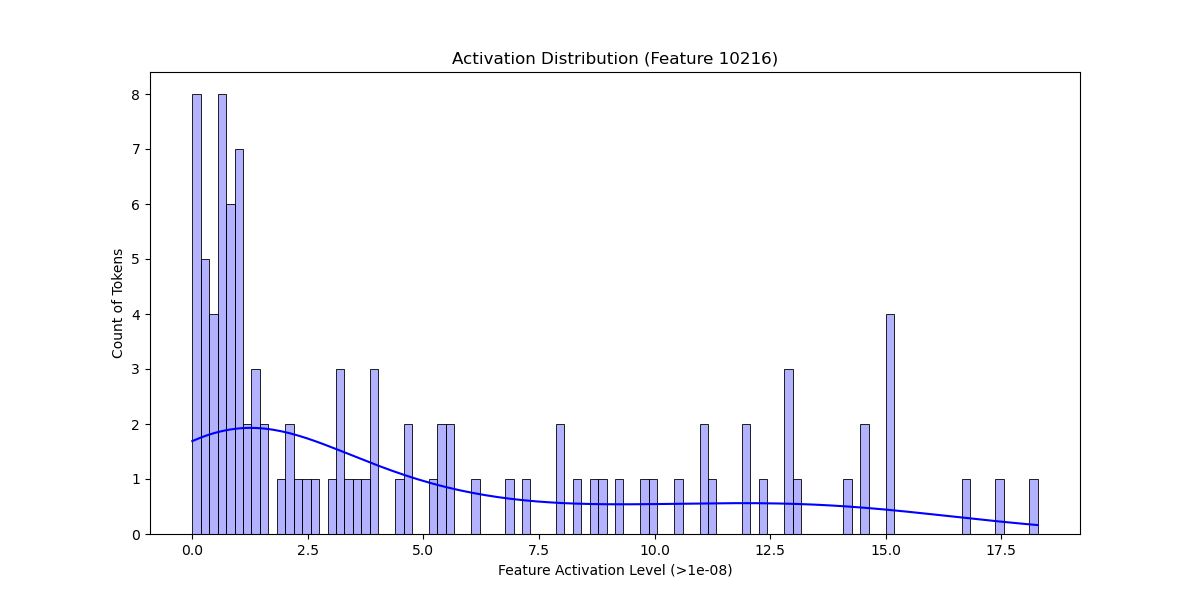 Activation Distribution (Feature 10216)
8
7
6
5
4
3
2
1
0
Count of Tokens
0.0 2.5 5.0 7.5 10.0 12.5 15.0 17.5
Feature Activation Level (>1e-08)